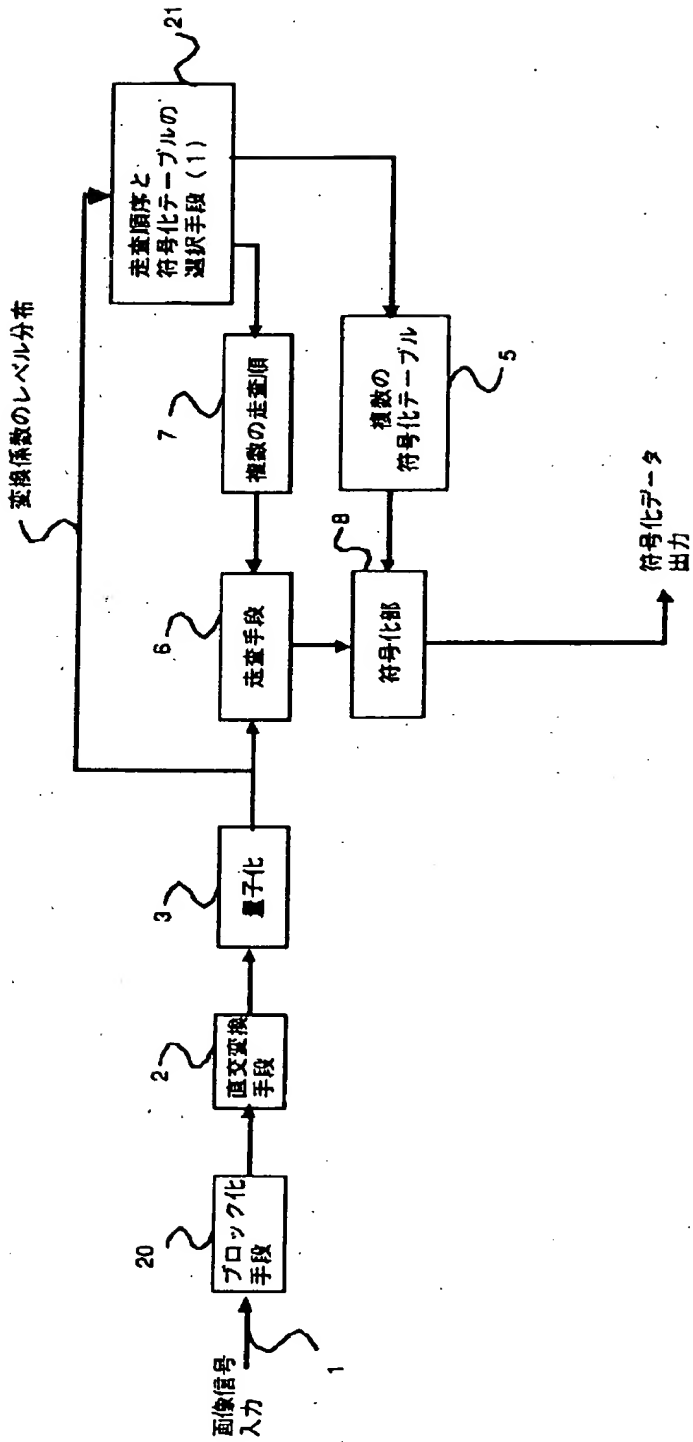 画像信号
入力
1
20
ブロック化
手段
2
直交変換
手段
3
量子化
変換係数のレベル分布
6
走査手段
7
複数の走査順
21
走査順序と
符号化テーブルの
選択手段(1)
8
符号化部
複数の
符号化テーブル
5
符号化データ
出力